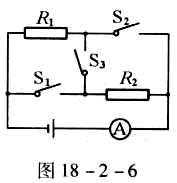 R₁ S₂
S₃
S₁ R₂
A
图 18-2-6